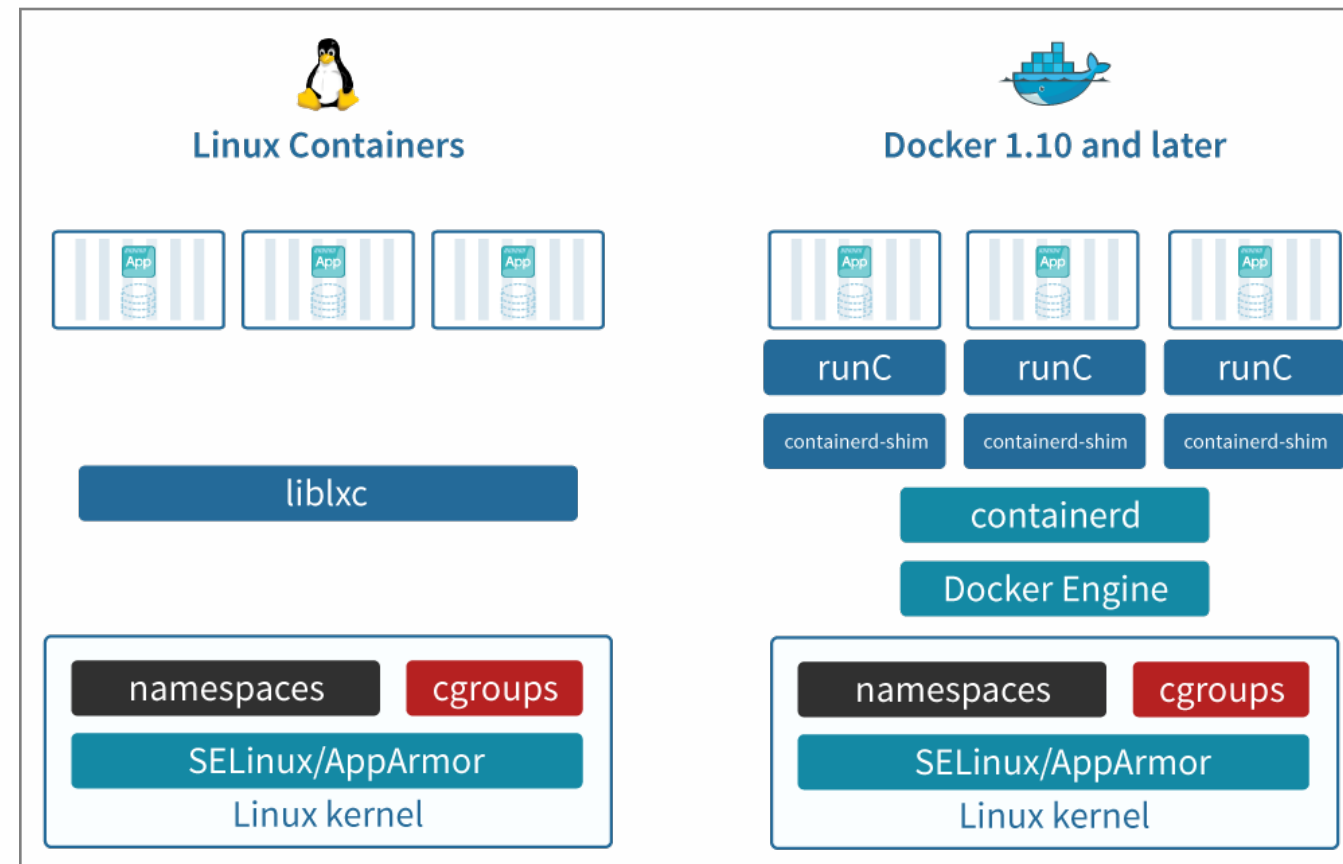 Linux Containers
Docker 1.10 and later
App
App
App
App
App
App
runC
runC
runC
containerd-shim
containerd-shim
containerd-shim
liblxc
containerd
Docker Engine
namespaces
cgroups
SELinux/AppArmor
Linux kernel
namespaces
cgroups
SELinux/AppArmor
Linux kernel